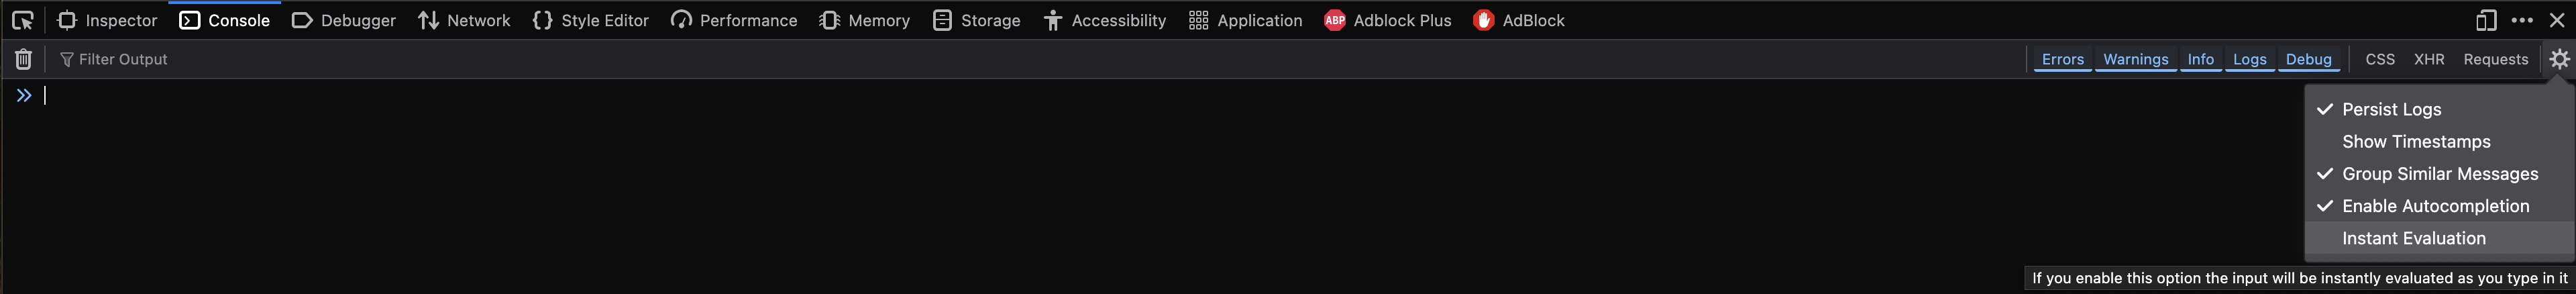 Inspector Console Debugger Network {} Style Editor Performance Memory Storage Accessibility Application ABP Adblock Plus AdBlock
Filter Output Errors Warnings Info Logs Debug CSS XHR Requests
Persist Logs
Show Timestamps
Group Similar Messages
Enable Autocompletion
Instant Evaluation
If you enable this option the input will be instantly evaluated as you type in it